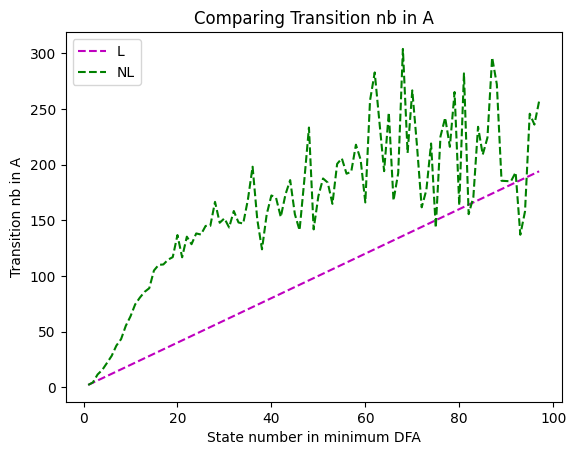 Comparing Transition nb in A
L
NL
Transition nb in A
300
250
200
150
100
50
0
0 20 40 60 80 100
State number in minimum DFA